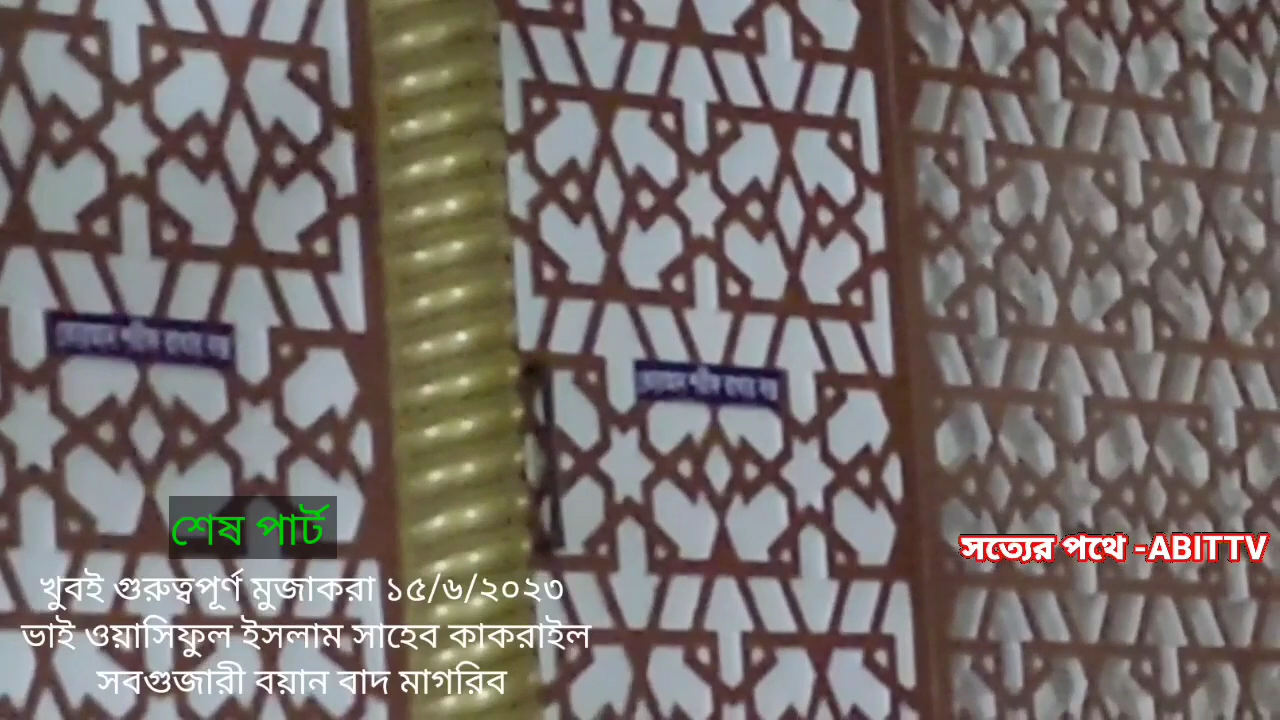 শেষ পার্ট
সত্যের পথে -ABITTV
খুবই গুরুত্বপূর্ণ মুজাকরা ১৫/৬/২০২৩
ভাই ওয়াসিফুল ইসলাম সাহেব কাকরাইল
সবগুজারী বয়ান বাদ মাগরিব